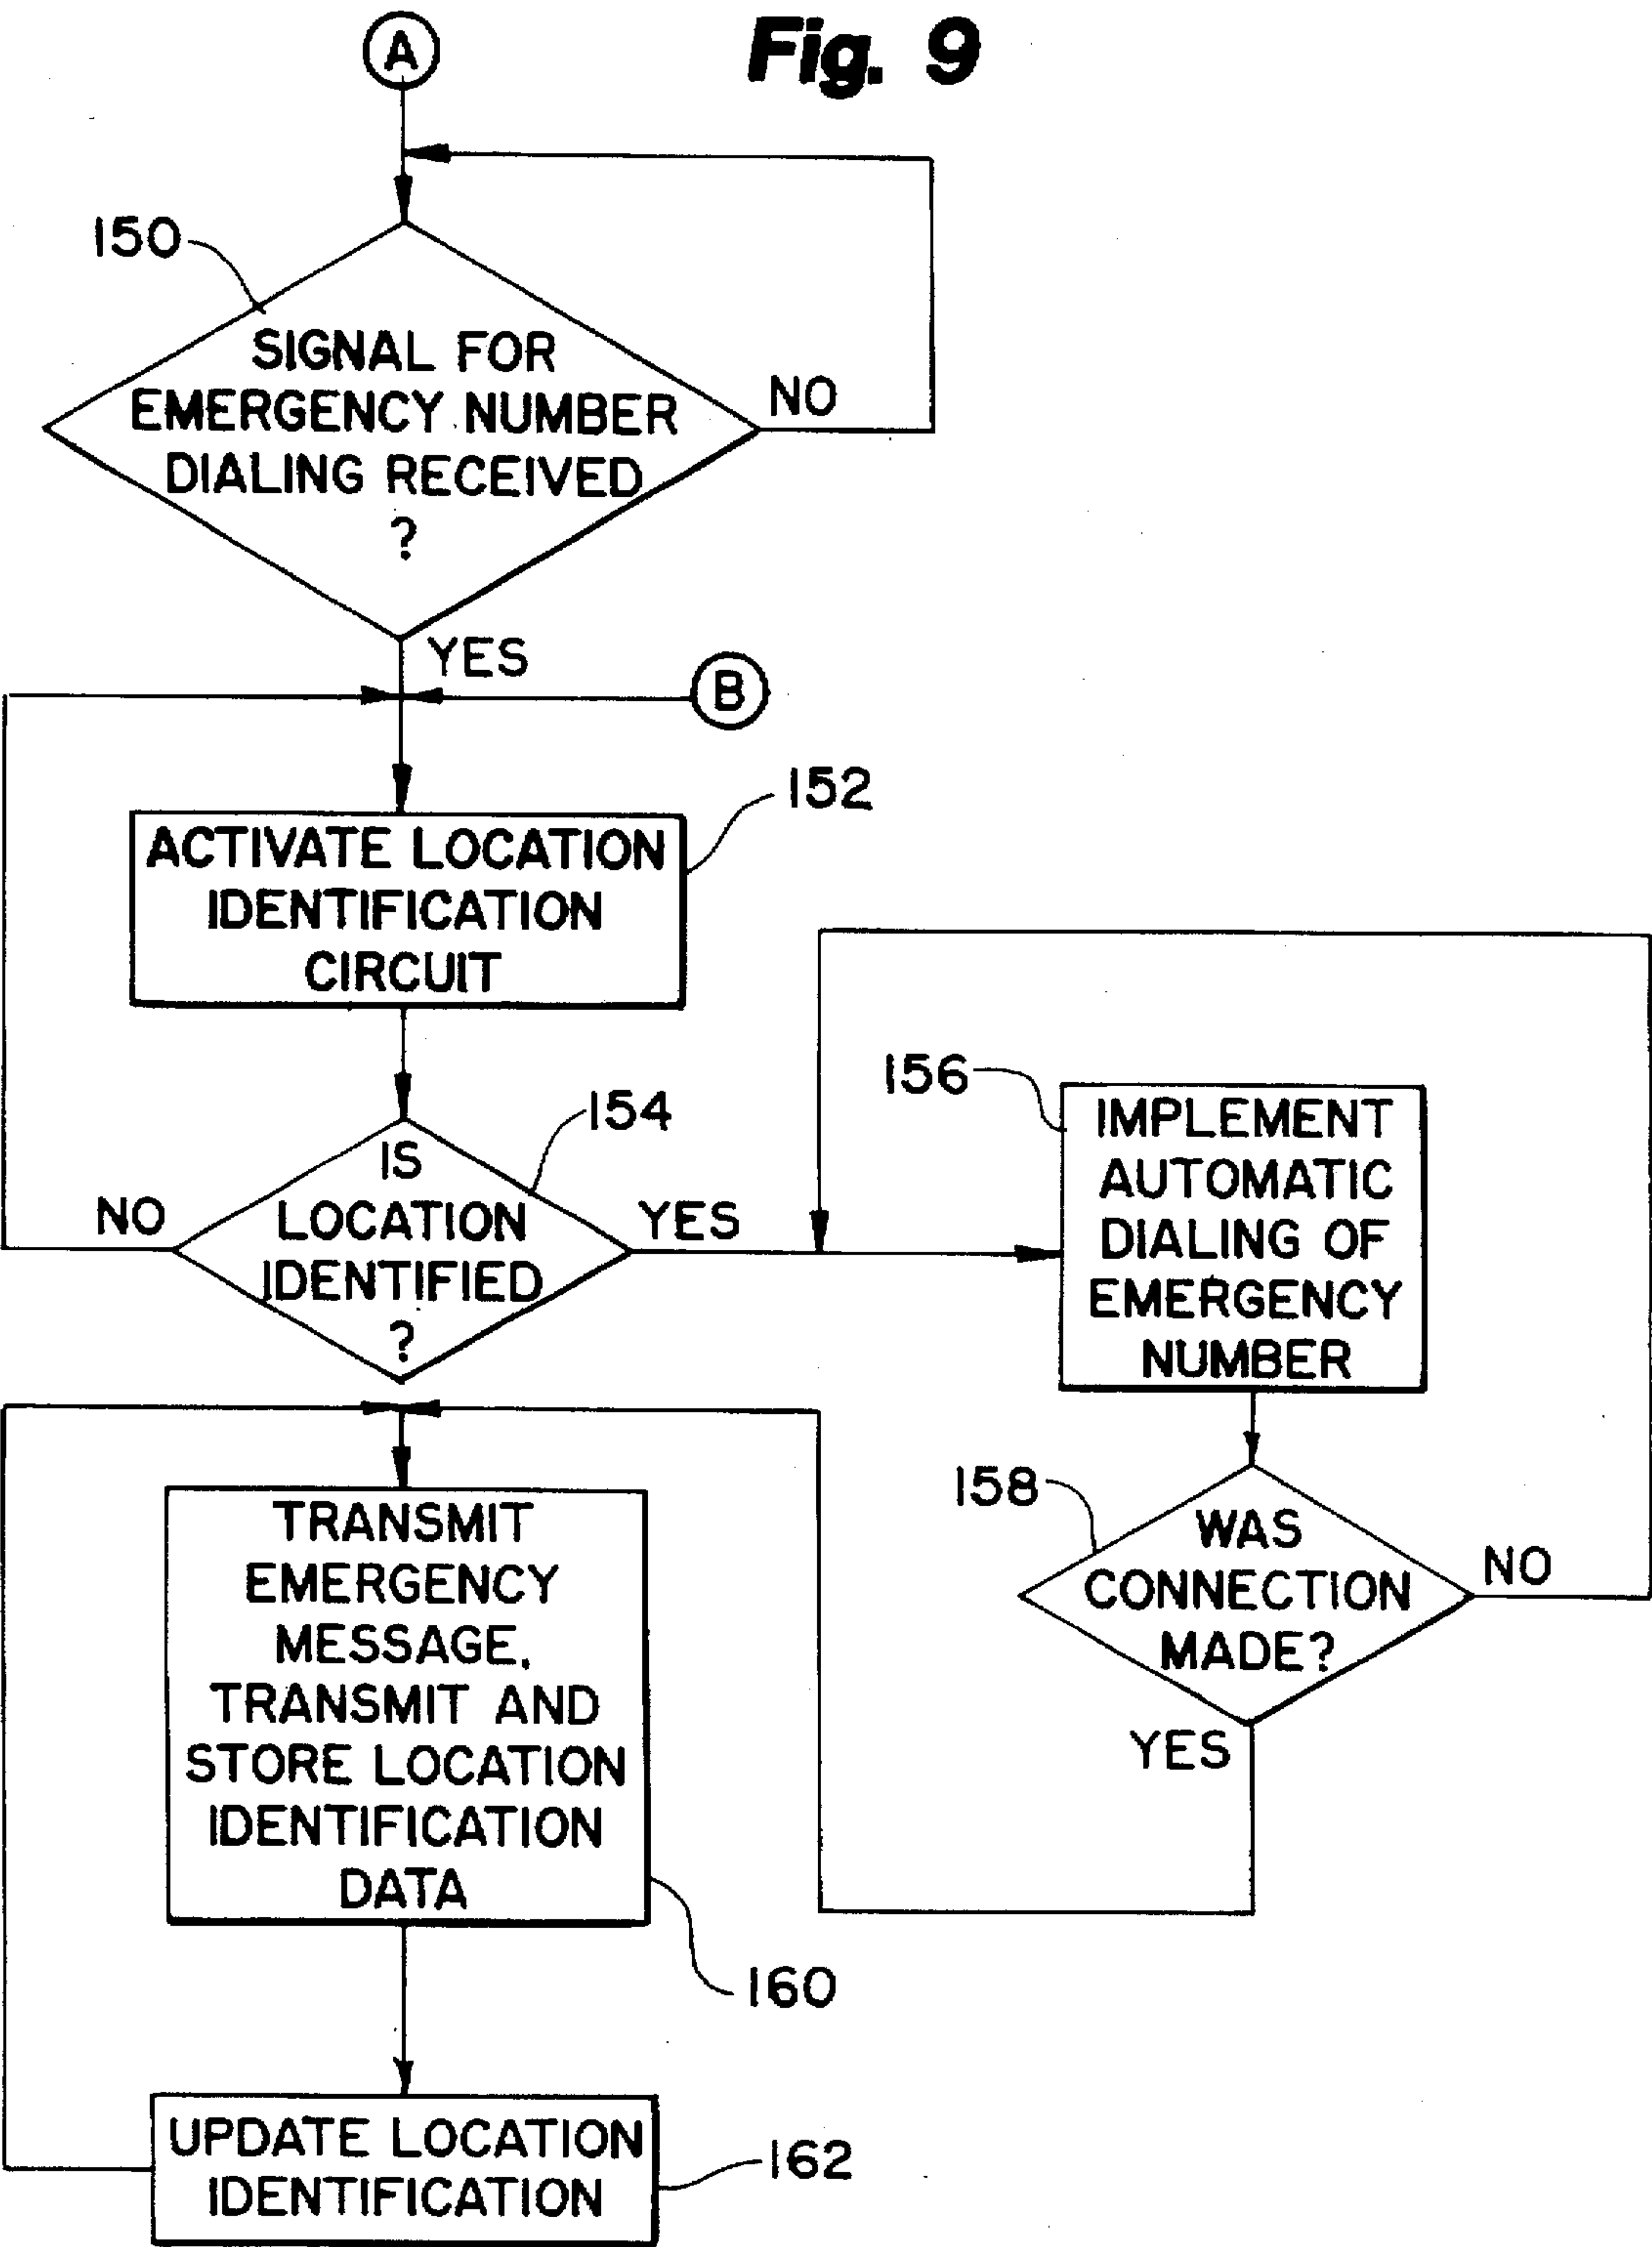 Fig. 9
A
150
SIGNAL FOR
EMERGENCY NUMBER
DIALING RECEIVED
?
NO
YES
B
152
ACTIVATE LOCATION
IDENTIFICATION
CIRCUIT
154
IS
LOCATION
IDENTIFIED
?
NO
YES
156
IMPLEMENT
AUTOMATIC
DIALING OF
EMERGENCY
NUMBER
158
WAS
CONNECTION
MADE?
NO
YES
TRANSMIT
EMERGENCY
MESSAGE,
TRANSMIT AND
STORE LOCATION
IDENTIFICATION
DATA
160
UPDATE LOCATION
IDENTIFICATION
162